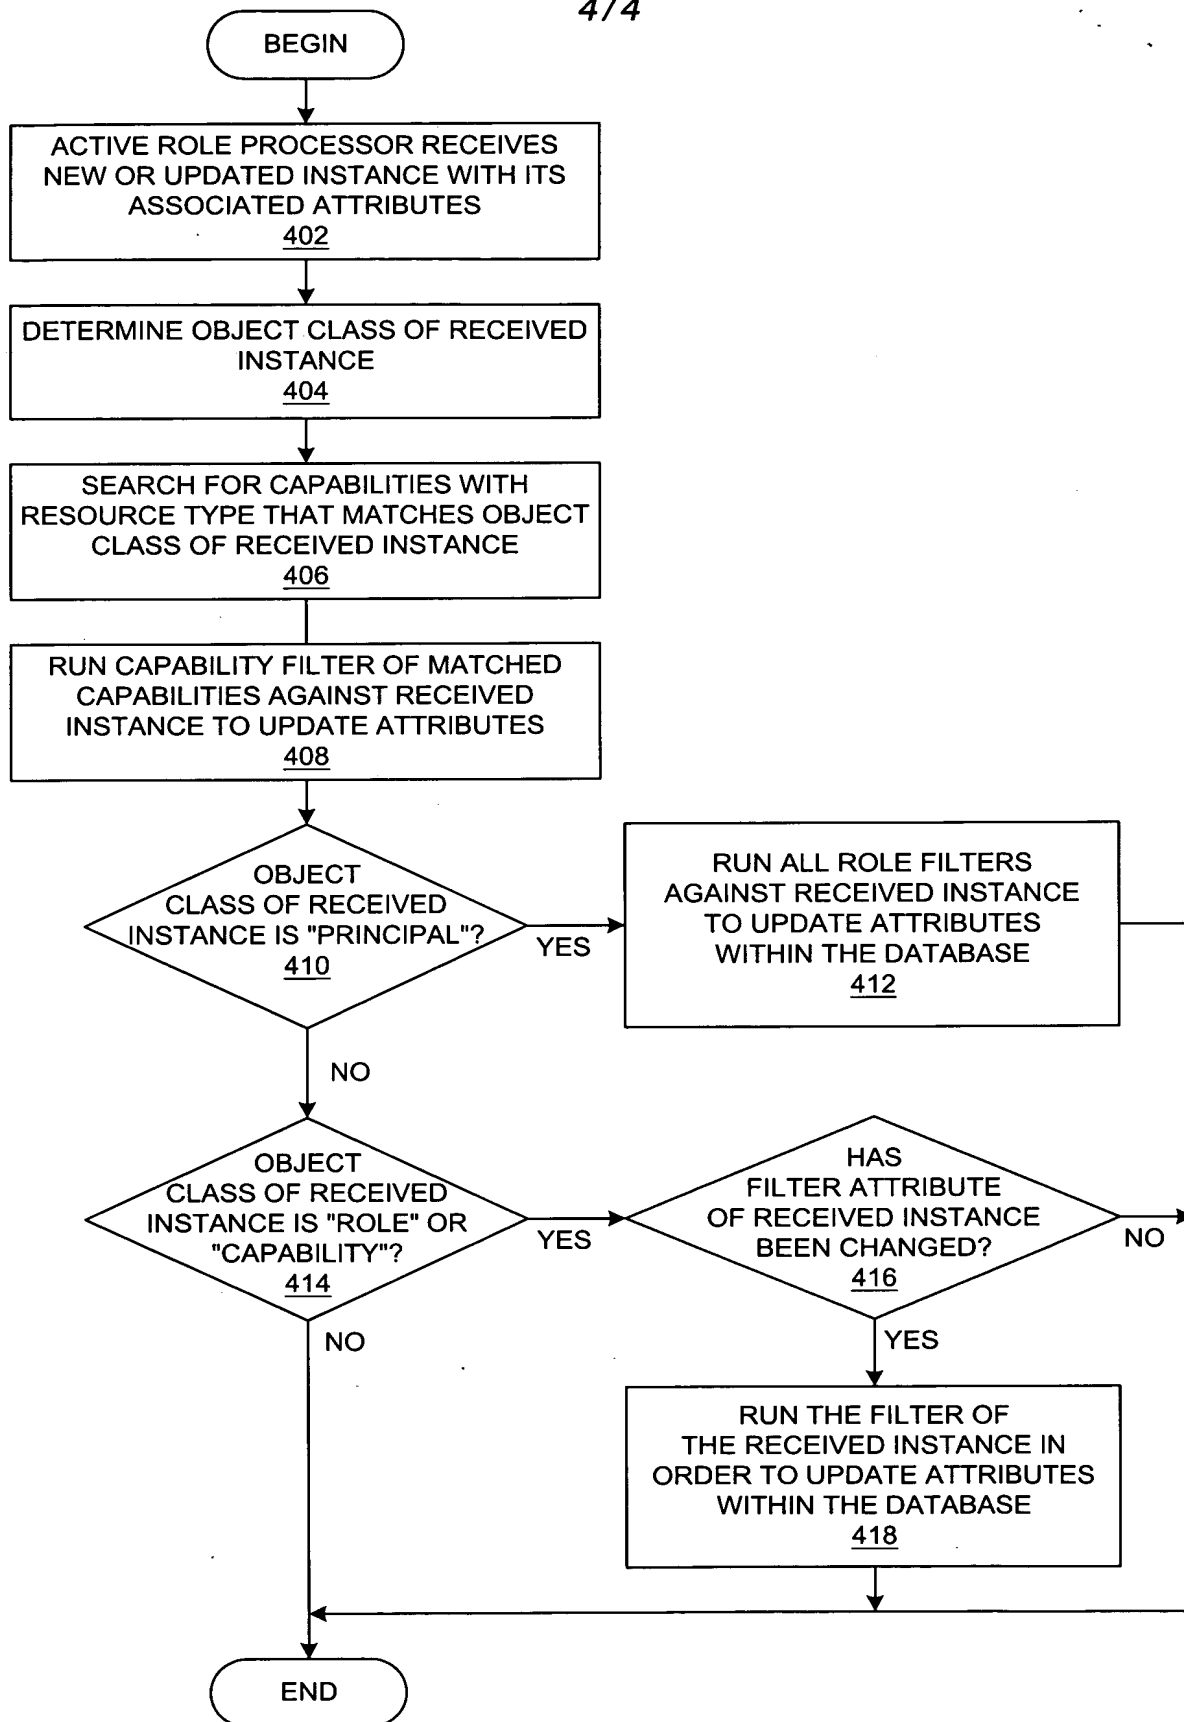 4/4
BEGIN
ACTIVE ROLE PROCESSOR RECEIVES
NEW OR UPDATED INSTANCE WITH ITS
ASSOCIATED ATTRIBUTES
402
DETERMINE OBJECT CLASS OF RECEIVED
INSTANCE
404
SEARCH FOR CAPABILITIES WITH
RESOURCE TYPE THAT MATCHES OBJECT
CLASS OF RECEIVED INSTANCE
406
RUN CAPABILITY FILTER OF MATCHED
CAPABILITIES AGAINST RECEIVED
INSTANCE TO UPDATE ATTRIBUTES
408
OBJECT
CLASS OF RECEIVED
INSTANCE IS "PRINCIPAL"?
410
YES
RUN ALL ROLE FILTERS
AGAINST RECEIVED INSTANCE
TO UPDATE ATTRIBUTES
WITHIN THE DATABASE
412
NO
OBJECT
CLASS OF RECEIVED
INSTANCE IS "ROLE" OR
"CAPABILITY"?
414
YES
HAS
FILTER ATTRIBUTE
OF RECEIVED INSTANCE
BEEN CHANGED?
416
NO
NO
YES
RUN THE FILTER OF
THE RECEIVED INSTANCE IN
ORDER TO UPDATE ATTRIBUTES
WITHIN THE DATABASE
418
END